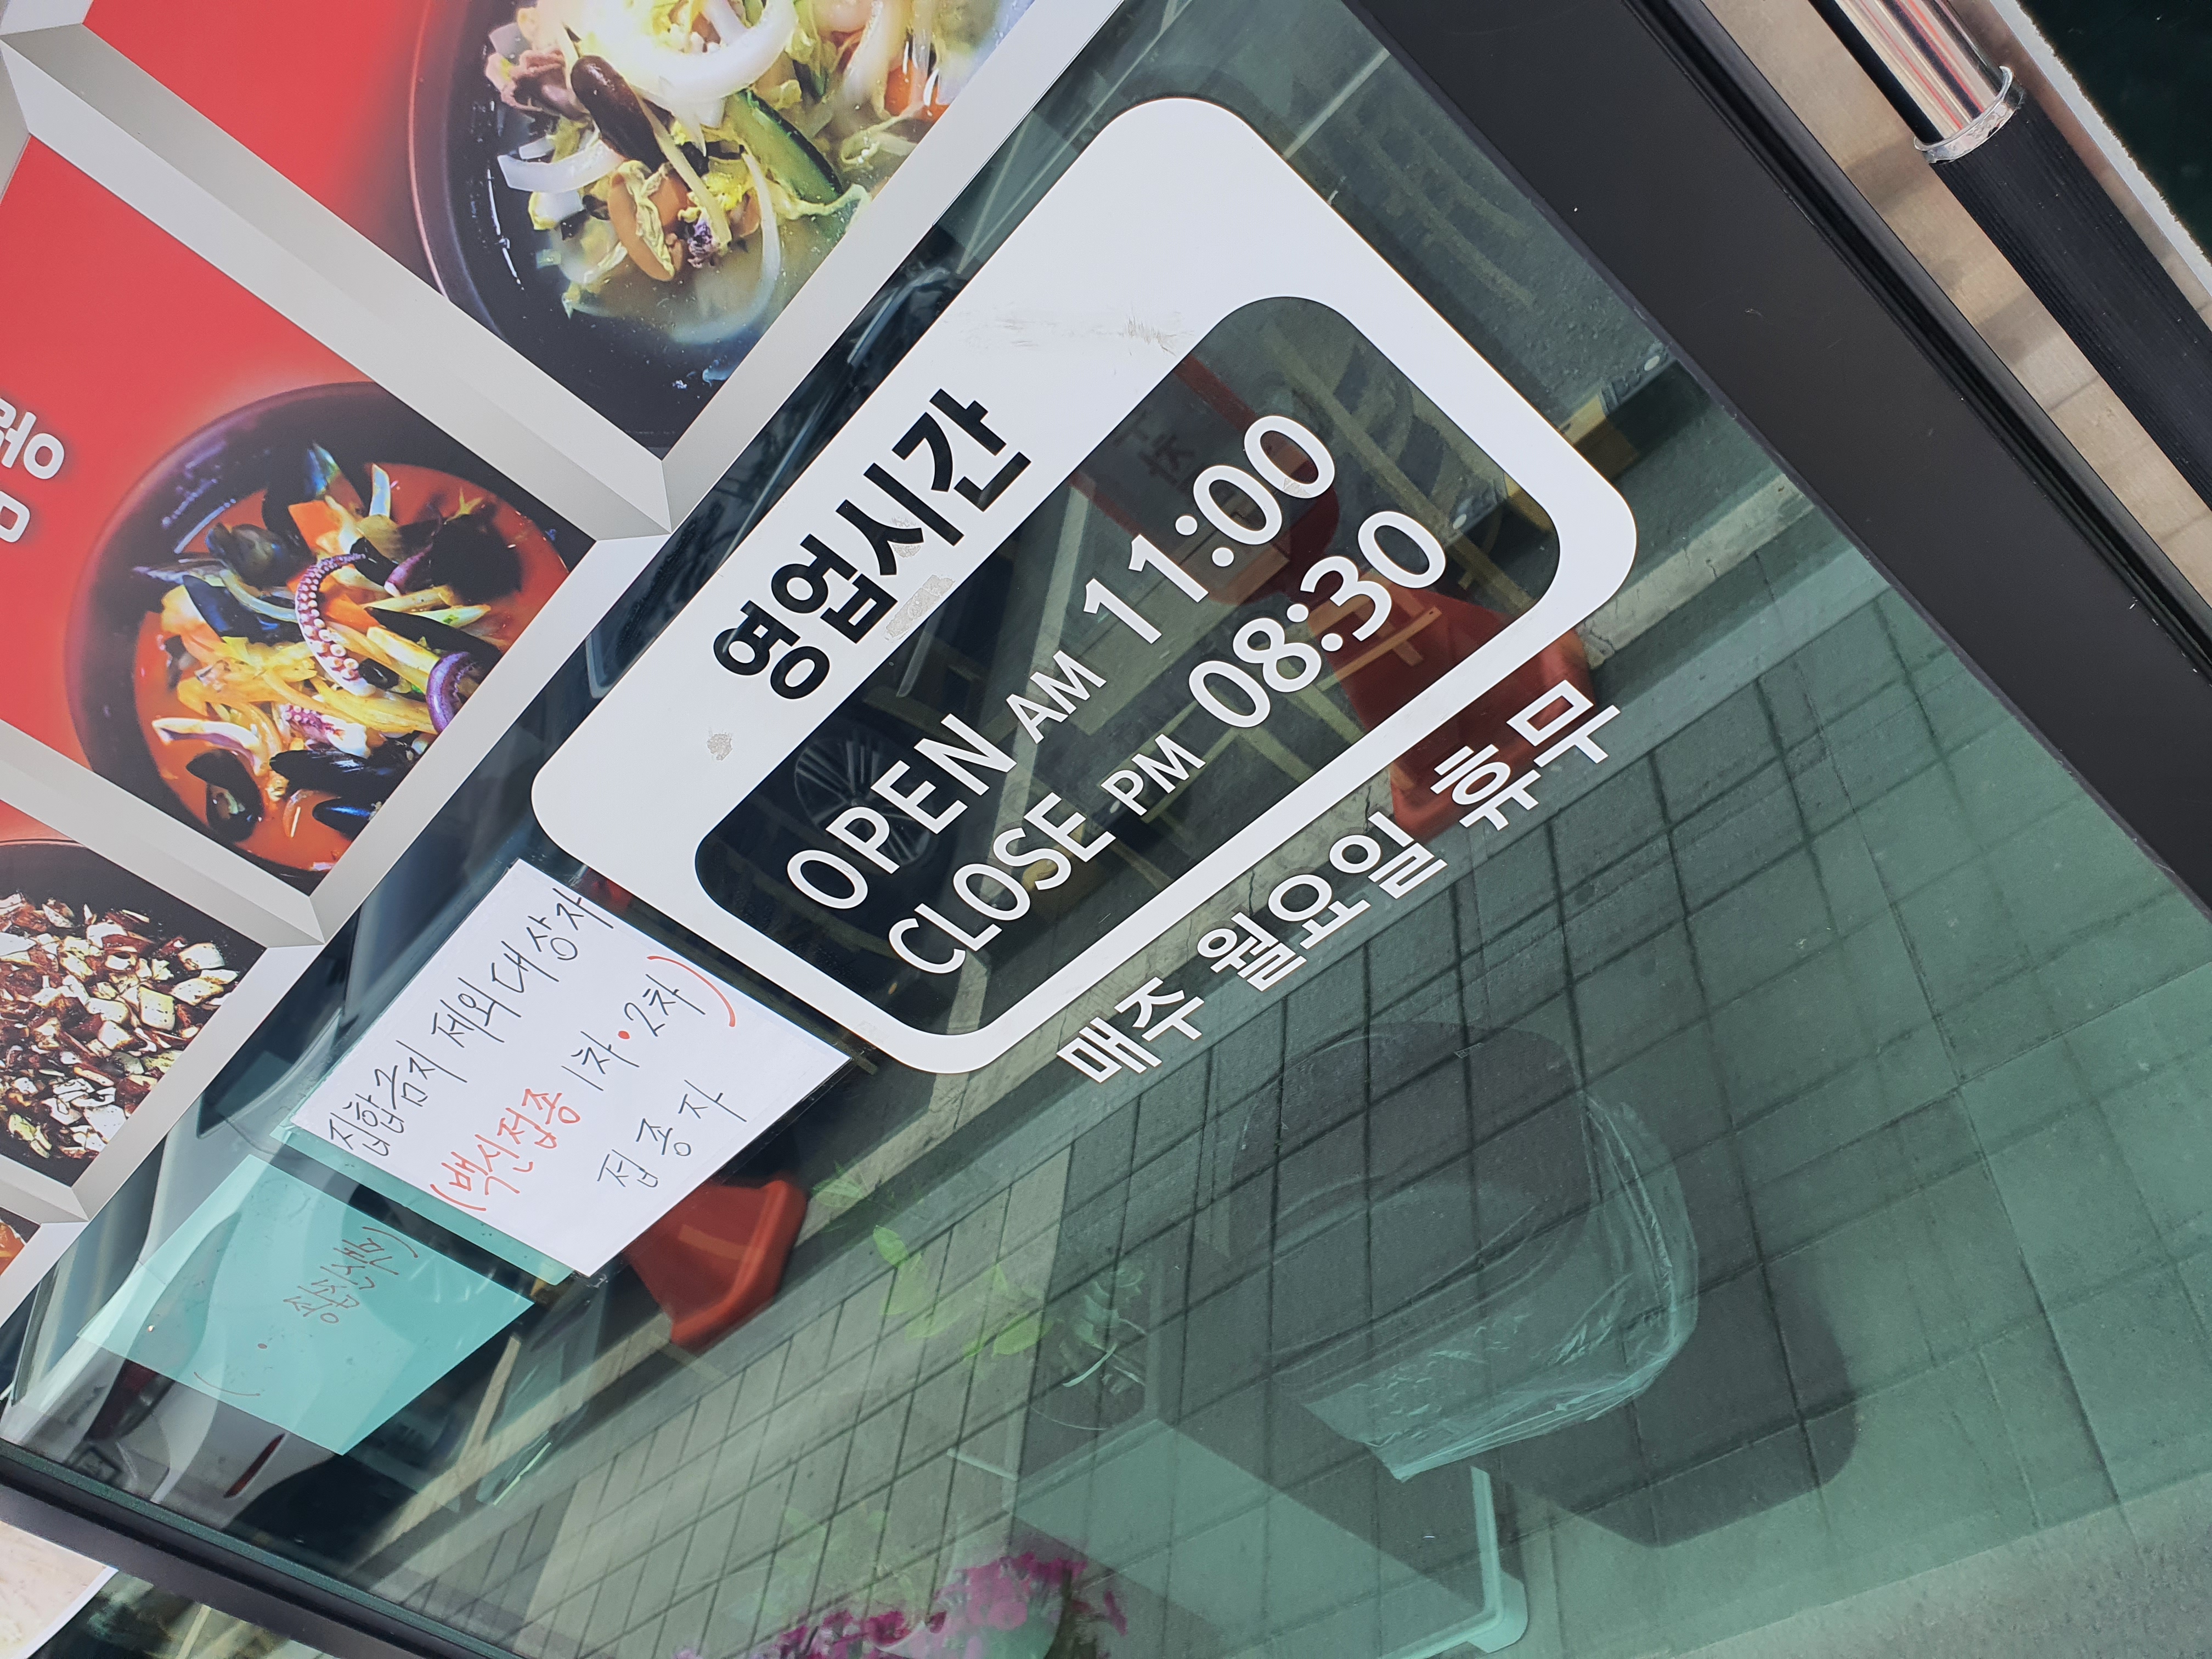 영업시간
OPEN AM 11:00
CLOSE PM 08:30
매주 월요일 휴무
집합금지 제외대상자
(백신접종 1차·2차)
접종자